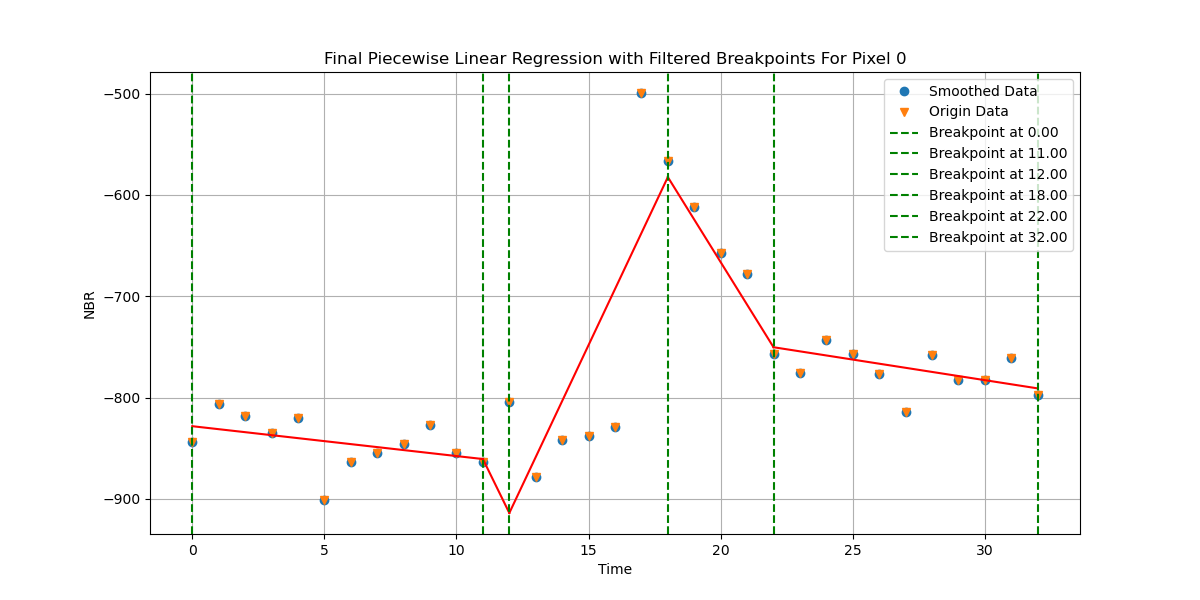 Final Piecewise Linear Regression with Filtered Breakpoints For Pixel 0
Smoothed Data
Origin Data
Breakpoint at 0.00
Breakpoint at 11.00
Breakpoint at 12.00
Breakpoint at 18.00
Breakpoint at 22.00
Breakpoint at 32.00
−500
−600
−700
−800
−900
NBR
0
5
10
15
20
25
30
Time